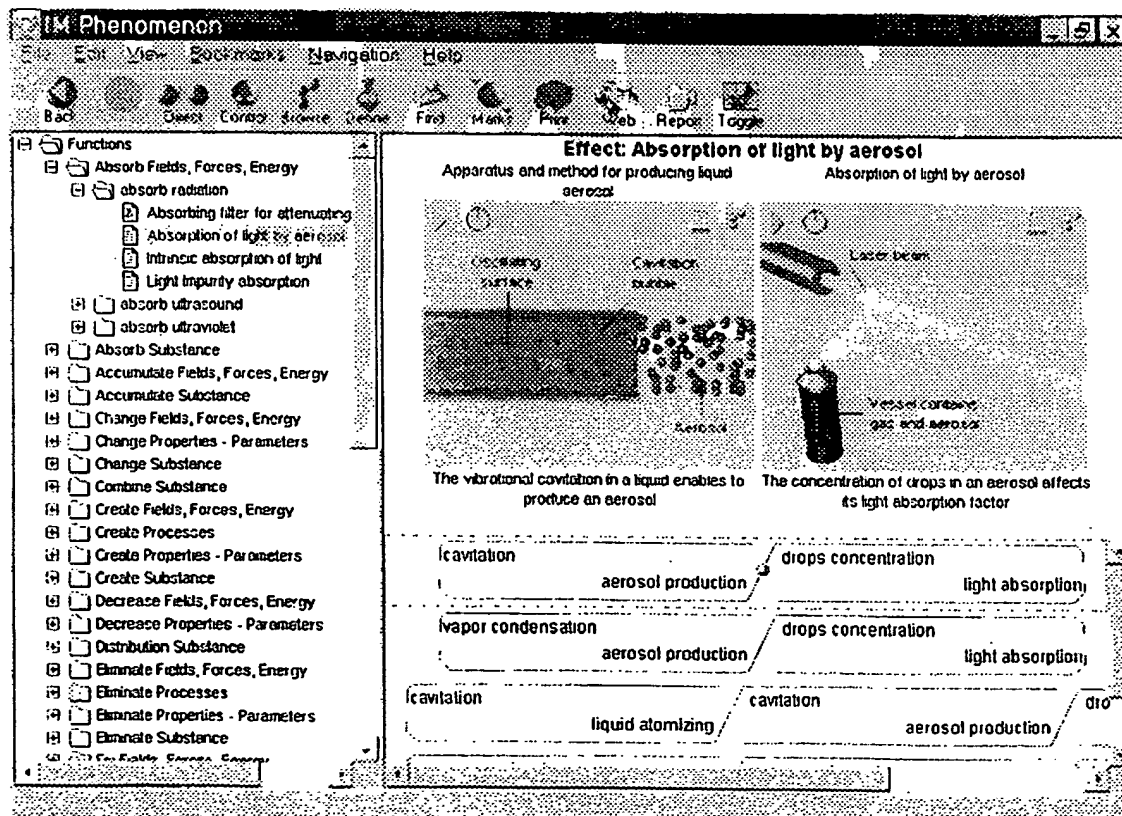 IM Phenomenon
Edit View Bookmarks Navigation Help
Back Direct Control Browse Define Find Marks Print Web Report Toggle
Functions
Absorb Fields, Forces, Energy
absorb radiation
Absorbing filter for attenuating
Absorption of light by aerosol
Intrinsic absorption of light
Light Impurity absorption
absorb ultrasound
absorb ultraviolet
Absorb Substance
Accumulate Fields, Forces, Energy
Accumulate Substance
Change Fields, Forces, Energy
Change Properties - Parameters
Change Substance
Combine Substance
Create Fields, Forces, Energy
Create Processes
Create Properties - Parameters
Create Substance
Decrease Fields, Forces, Energy
Decrease Properties - Parameters
Distribution Substance
Eliminate Fields, Forces, Energy
Eliminate Processes
Eliminate Properties - Parameters
Eliminate Substance
Effect: Absorption of light by aerosol
Apparatus and method for producing liquid
aerosol
Oscillating
surface
Cavitation
bubble
Aerosol
The vibrational cavitation in a liquid enables to
produce an aerosol
Absorption of light by aerosol
Laser beam
Vessel contains
gas and aerosol
The concentration of drops in an aerosol affects
its light absorption factor
cavitation
aerosol production
drops concentration
light absorption
vapor condensation
aerosol production
drops concentration
light absorption
cavitation
liquid atomizing
cavitation
aerosol production
dro